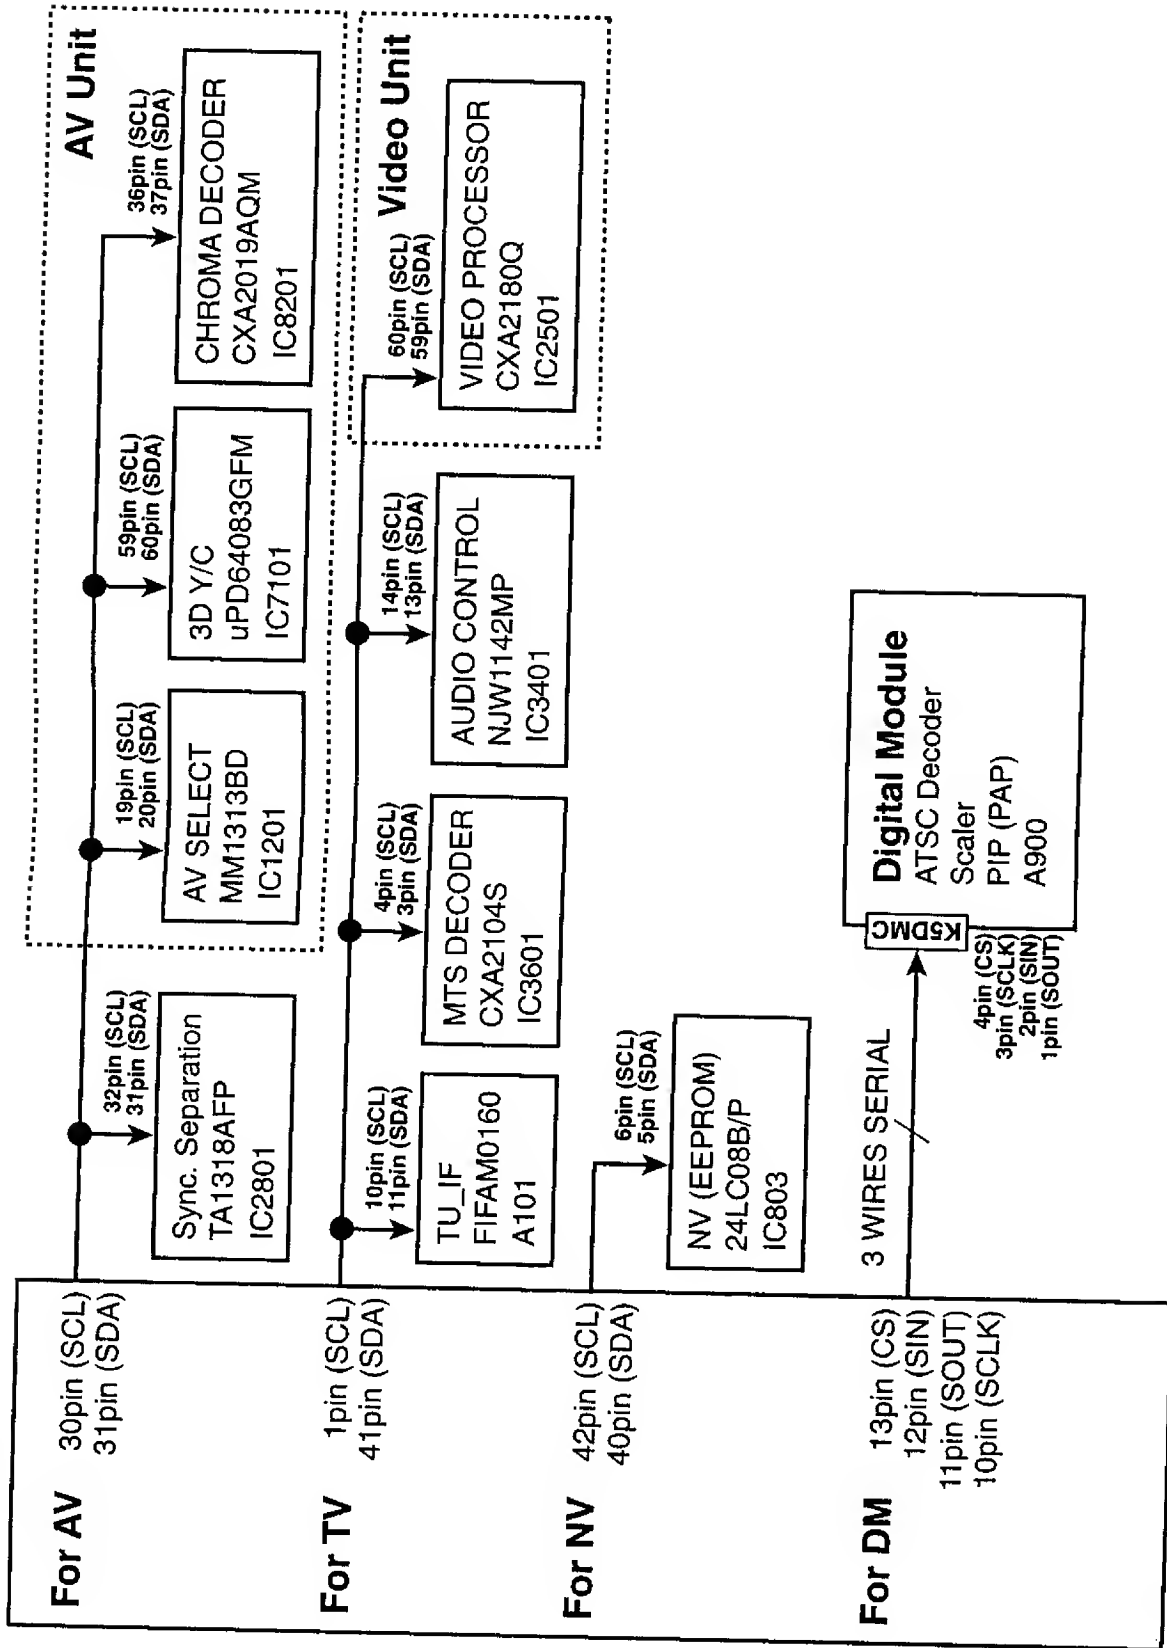 AV Unit
For AV
30pin (SCL)
31pin (SDA)
32pin (SCL)
31pin (SDA)
Sync. Separation
TA1318AFP
IC2801
19pin (SCL)
20pin (SDA)
AV SELECT
MM1313BD
IC1201
59pin (SCL)
60pin (SDA)
3D Y/C
uPD64083GFM
IC7101
36pin (SCL)
37pin (SDA)
CHROMA DECODER
CXA2019AQM
IC8201
For TV
1pin (SCL)
41pin (SDA)
10pin (SCL)
11pin (SDA)
TU_IF
FIFAM0160
A101
4pin (SCL)
3pin (SDA)
MTS DECODER
CXA2104S
IC3601
14pin (SCL)
13pin (SDA)
AUDIO CONTROL
NJW1142MP
IC3401
Video Unit
60pin (SCL)
59pin (SDA)
VIDEO PROCESSOR
CXA2180Q
IC2501
For NV
42pin (SCL)
40pin (SDA)
6pin (SCL)
5pin (SDA)
NV (EEPROM)
24LC08B/P
IC803
For DM
13pin (CS)
12pin (SIN)
11pin (SOUT)
10pin (SCLK)
3 WIRES SERIAL
K5DMC
4pin (CS)
3pin (SCLK)
2pin (SIN)
1pin (SOUT)
Digital Module
ATSC Decoder
Scaler
PIP (PAP)
A900